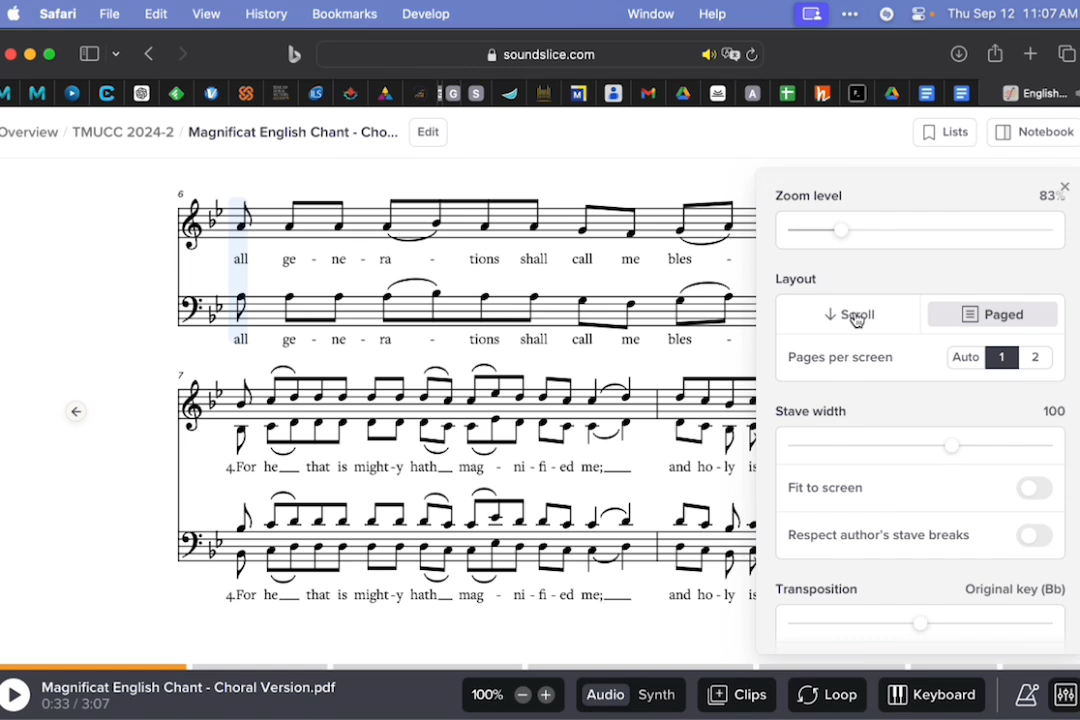 Safari File Edit View History Bookmarks Develop Window Help Thu Sep 12 11:07 AM
soundslice.com
English...
Overview / TMUCC 2024-2 / Magnificat English Chant - Cho... Edit Lists Notebook
Zoom level 83%
6
all ge - ne - ra - tions shall call me bles -
all ge - ne - ra - tions shall call me bles -
Layout
Scroll Paged
Pages per screen Auto 1 2
7
4.For he___ that is might-y hath__ mag - ni - fi - ed me;____ and ho - ly is
4.For he___ that is might-y hath__ mag - ni - fi - ed me;____ and ho - ly is
Stave width 100
Fit to screen
Respect author's stave breaks
Transposition Original key (Bb)
Magnificat English Chant - Choral Version.pdf
0:33 / 3:07
100% Audio Synth Clips Loop Keyboard